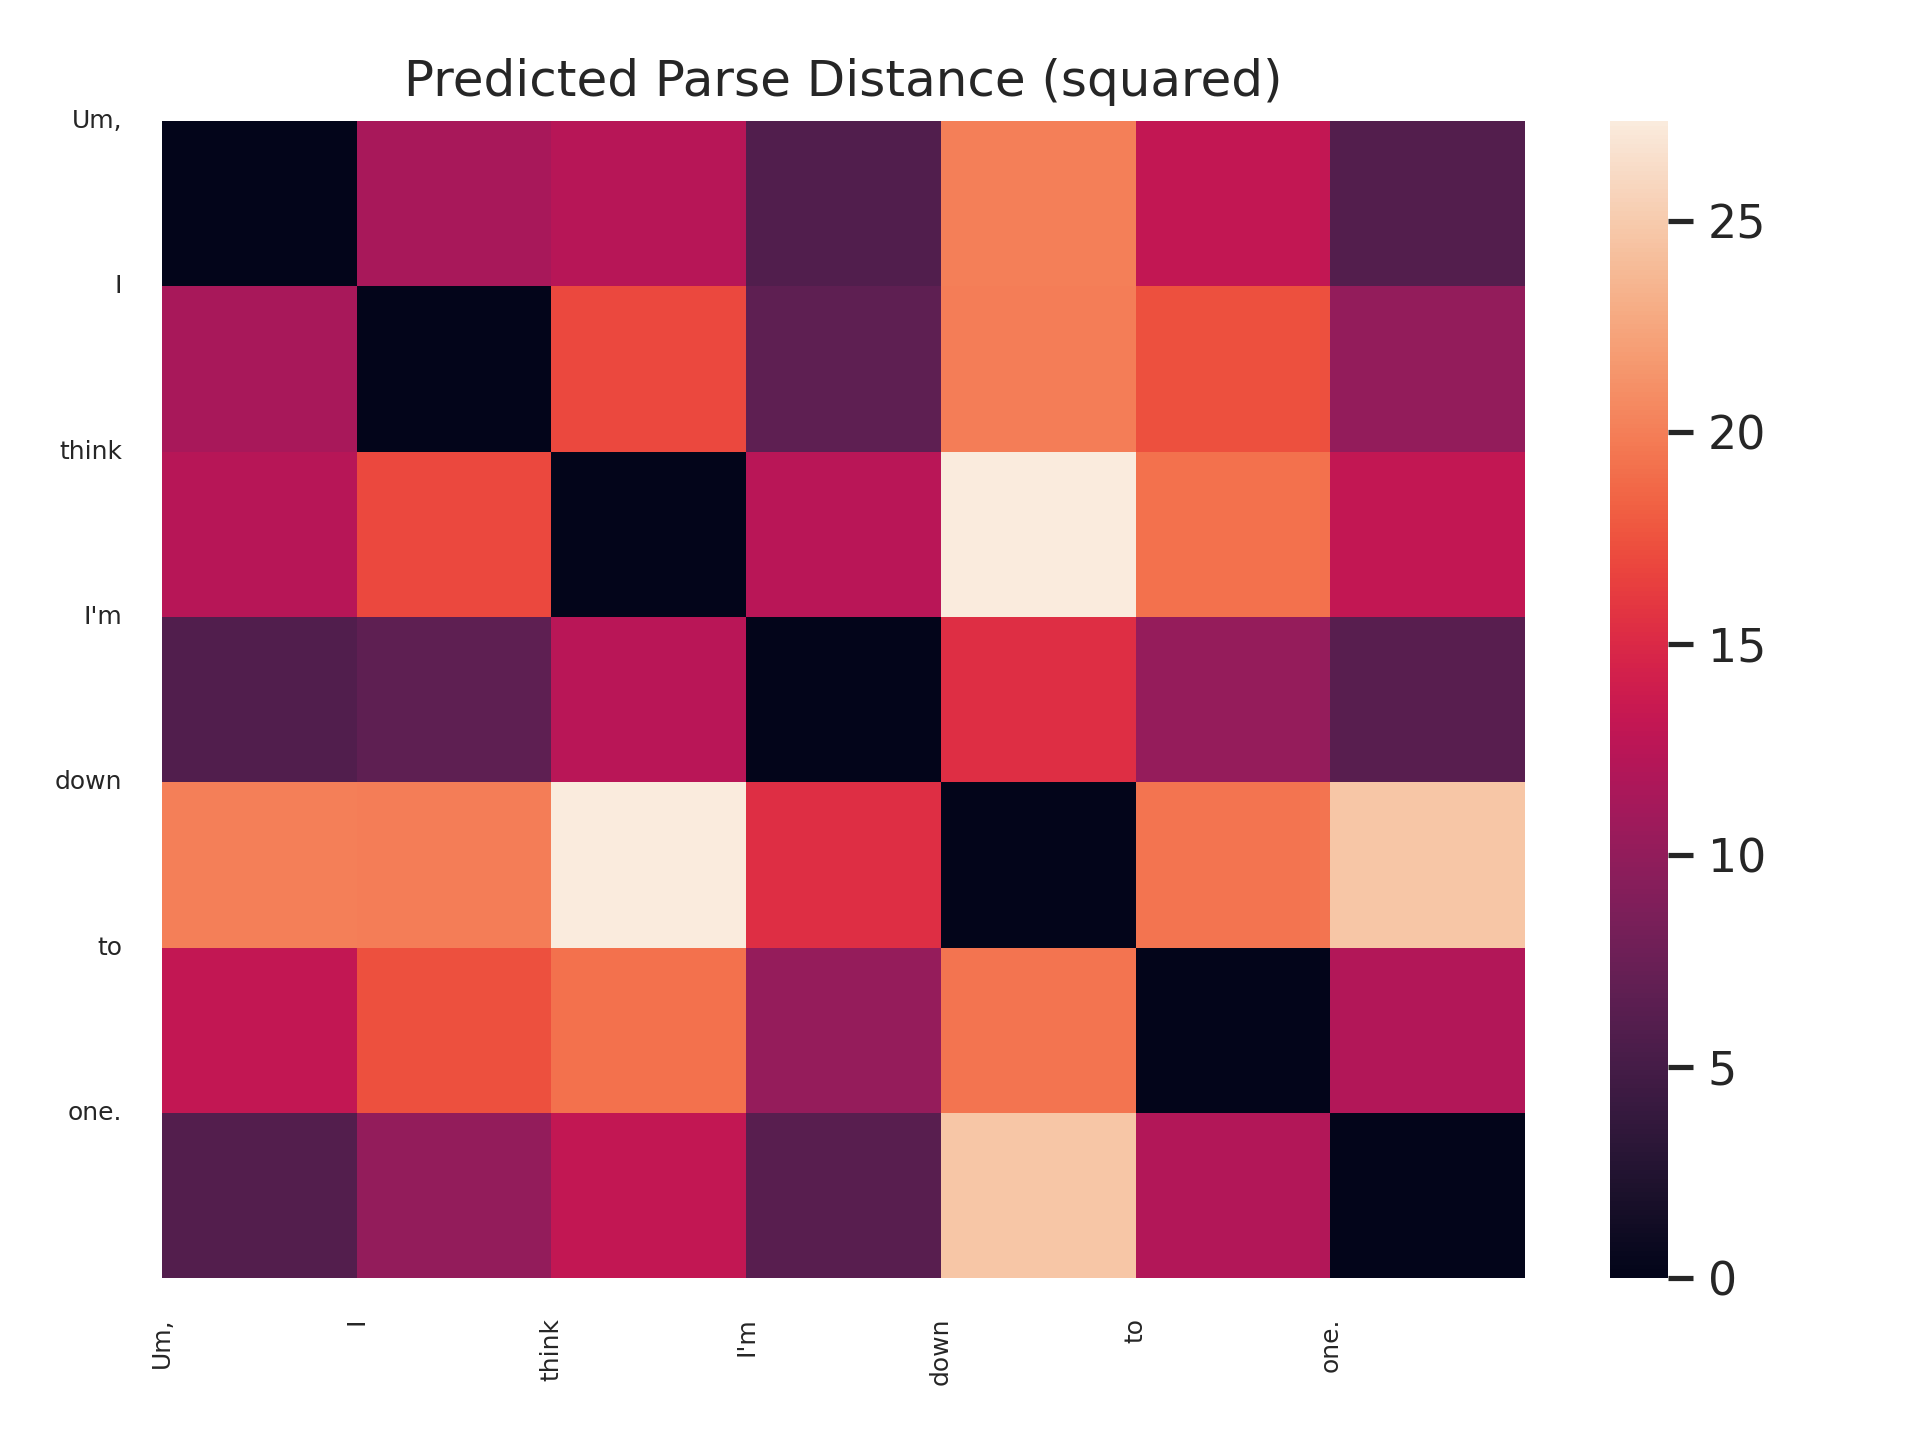 Predicted Parse Distance (squared)
Um,
I
think
I'm
down
to
one.
25
20
15
10
5
0
Um,
I
think
I'm
down
to
one.